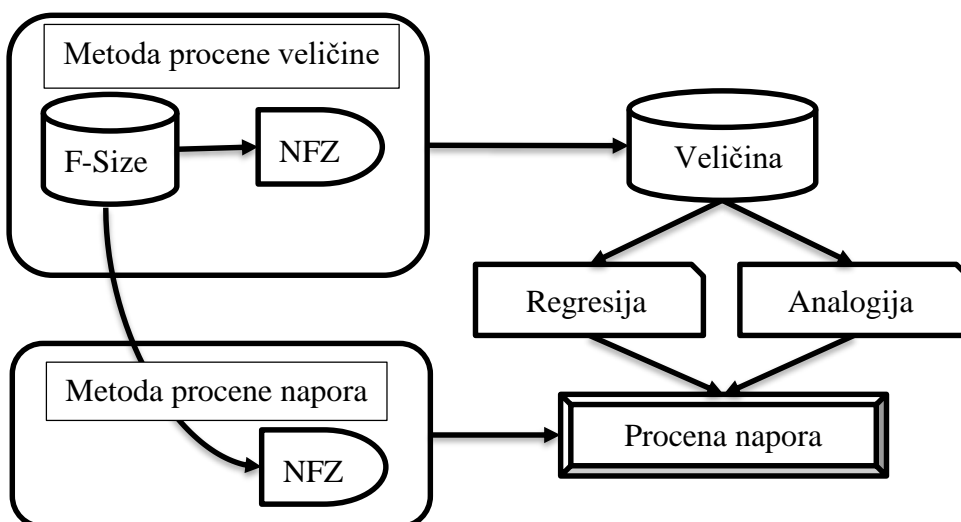 Metoda procene veličine
F-Size
NFZ
Veličina
Regresija
Analogija
Metoda procene napora
NFZ
Procena napora